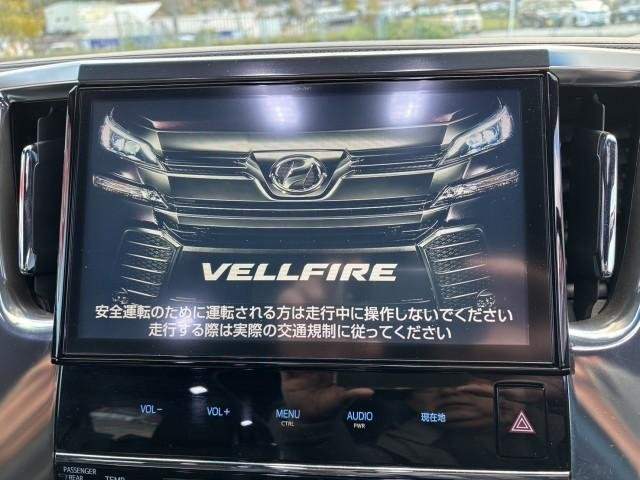 VELLFIRE
安全運転のために運転される方は走行中に操作しないでください
走行する際は実際の交通規制に従ってください
VOL− VOL+ MENU AUDIO 現在地
CTRL PWR
PASSENGER
/REAR TEMP